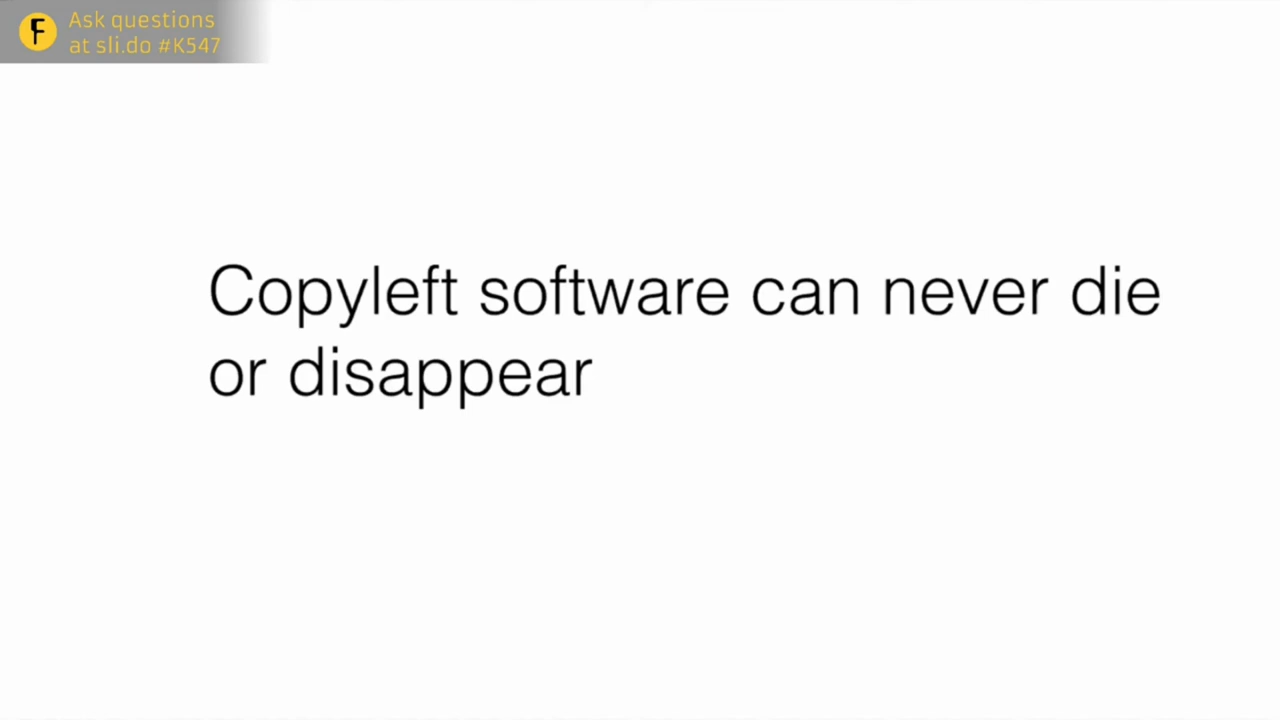 F
Ask questions
at sli.do #K547
Copyleft software can never die
or disappear